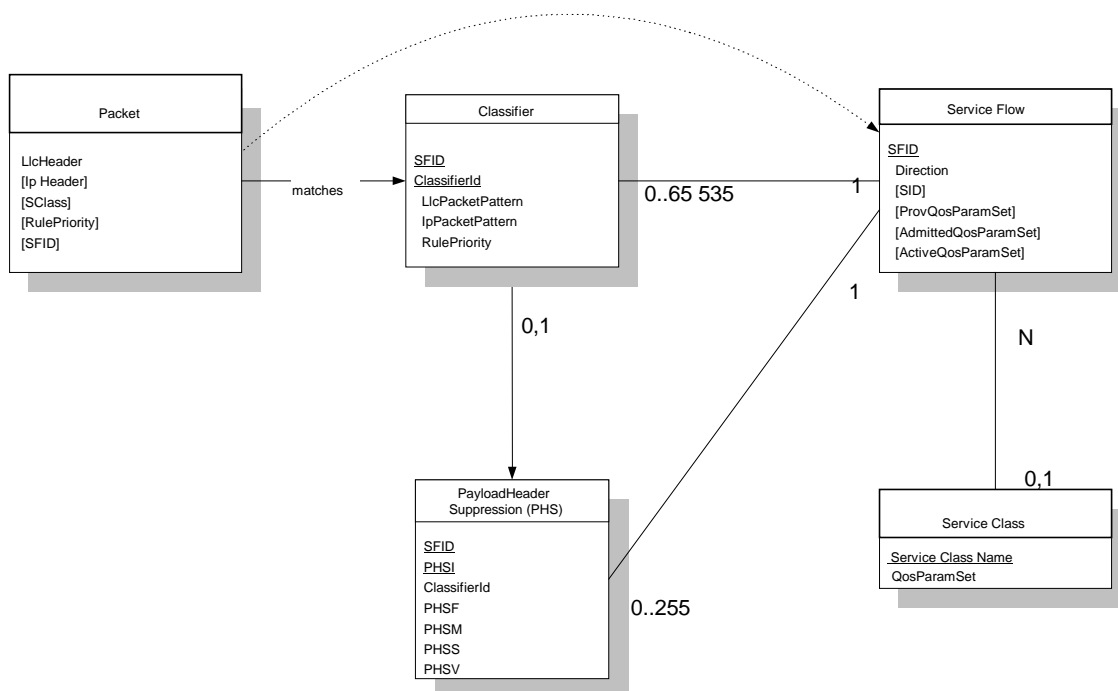 Packet
LlcHeader
[Ip Header]
[SClass]
[RulePriority]
[SFID]
matches
Classifier
SFID
ClassifierId
LlcPacketPattern
IpPacketPattern
RulePriority
0..65 535
1
Service Flow
SFID
Direction
[SID]
[ProvQosParamSet]
[AdmittedQosParamSet]
[ActiveQosParamSet]
0,1
1
N
PayloadHeader
Suppression (PHS)
SFID
PHSI
ClassifierId
PHSF
PHSM
PHSS
PHSV
0..255
0,1
Service Class
Service Class Name
QosParamSet